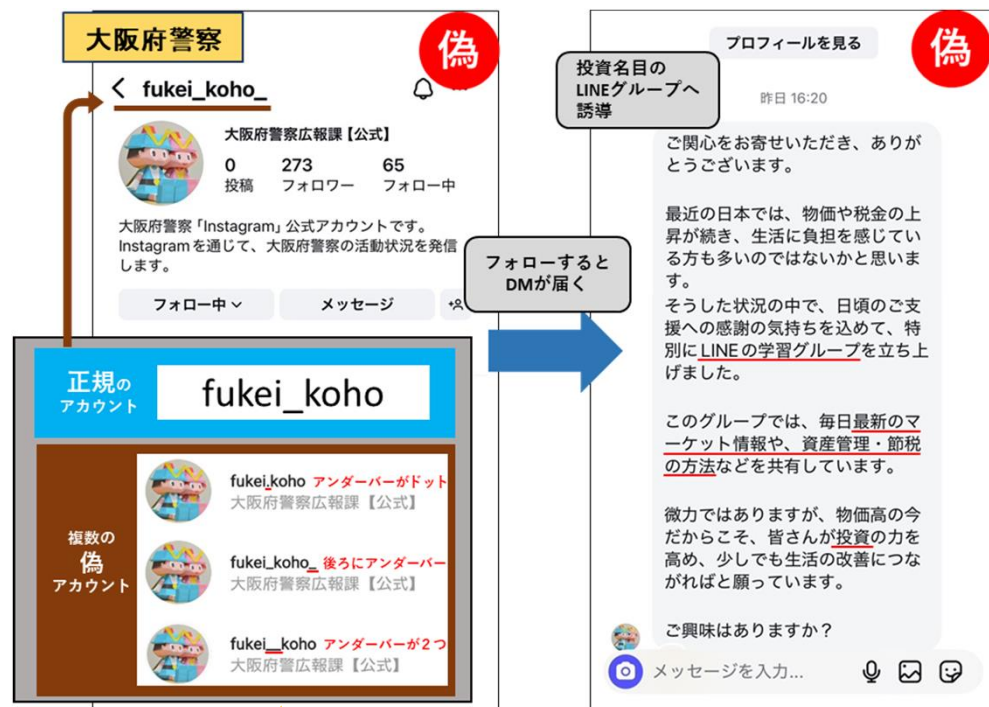 大阪府警察
偽
fukei_koho_
大阪府警察広報課【公式】
0 273 65
投稿 フォロワー フォロー中
大阪府警察「Instagram」公式アカウントです。
Instagramを通じて、大阪府警察の活動状況を発信
します。
フォロー中 メッセージ
正規の
アカウント
fukei_koho
複数の
偽
アカウント
fukei.koho アンダーバーがドット
大阪府警察広報課【公式】
fukei_koho_ 後ろにアンダーバー
大阪府警察広報課【公式】
fukei__koho アンダーバーが2つ
大阪府警広報課【公式】
フォローすると
DMが届く
投資名目の
LINEグループへ
誘導
プロフィールを見る
偽
昨日 16:20
ご関心をお寄せいただき、ありが
とうございます。
最近の日本では、物価や税金の上
昇が続き、生活に負担を感じてい
る方も多いのではないかと思いま
す。
そうした状況の中で、日頃のご支
援への感謝の気持ちを込めて、特
別にLINEの学習グループを立ち上
げました。
このグループでは、毎日最新のマ
ーケット情報や、資産管理・節税
の方法などを共有しています。
微力ではありますが、物価高の今
だからこそ、皆さんが投資の力を
高め、少しでも生活の改善につな
がればと願っています。
ご興味はありますか？
メッセージを入力...